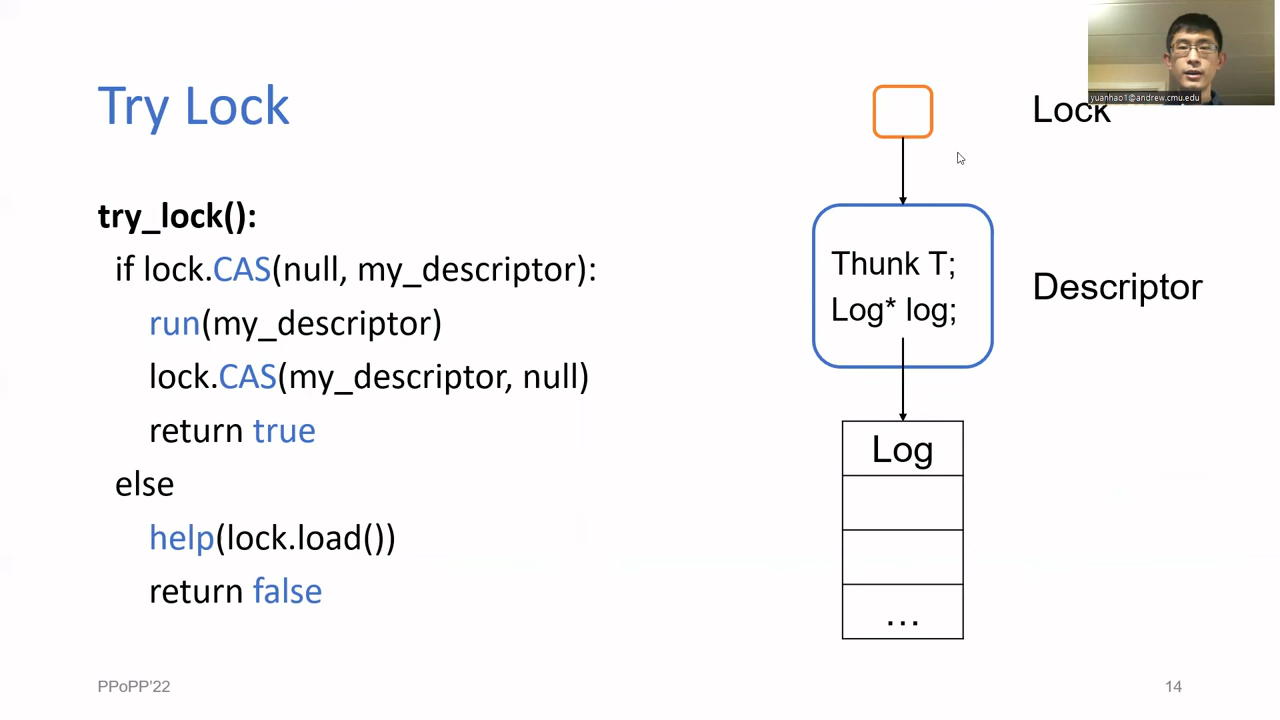 Try Lock
try_lock():
if lock.CAS(null, my_descriptor):
run(my_descriptor)
lock.CAS(my_descriptor, null)
return true
else
help(lock.load())
return false
yuanhao1@andrew.cmu.edu
Lock
Thunk T;
Log* log;
Descriptor
Log
...
PPoPP'22
14